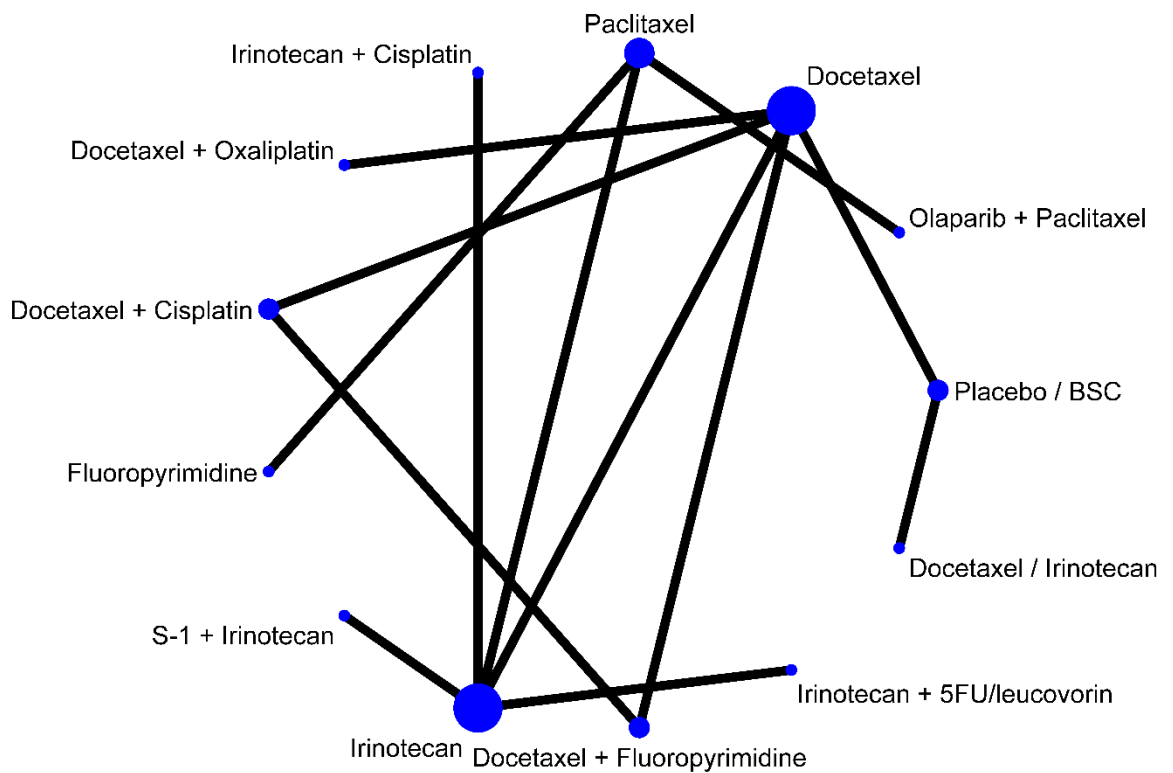 Paclitaxel
Irinotecan + Cisplatin
Docetaxel
Docetaxel + Oxaliplatin
Olaparib + Paclitaxel
Docetaxel + Cisplatin
Placebo / BSC
Fluoropyrimidine
Docetaxel / Irinotecan
S-1 + Irinotecan
Irinotecan + 5FU/leucovorin
Irinotecan
Docetaxel + Fluoropyrimidine